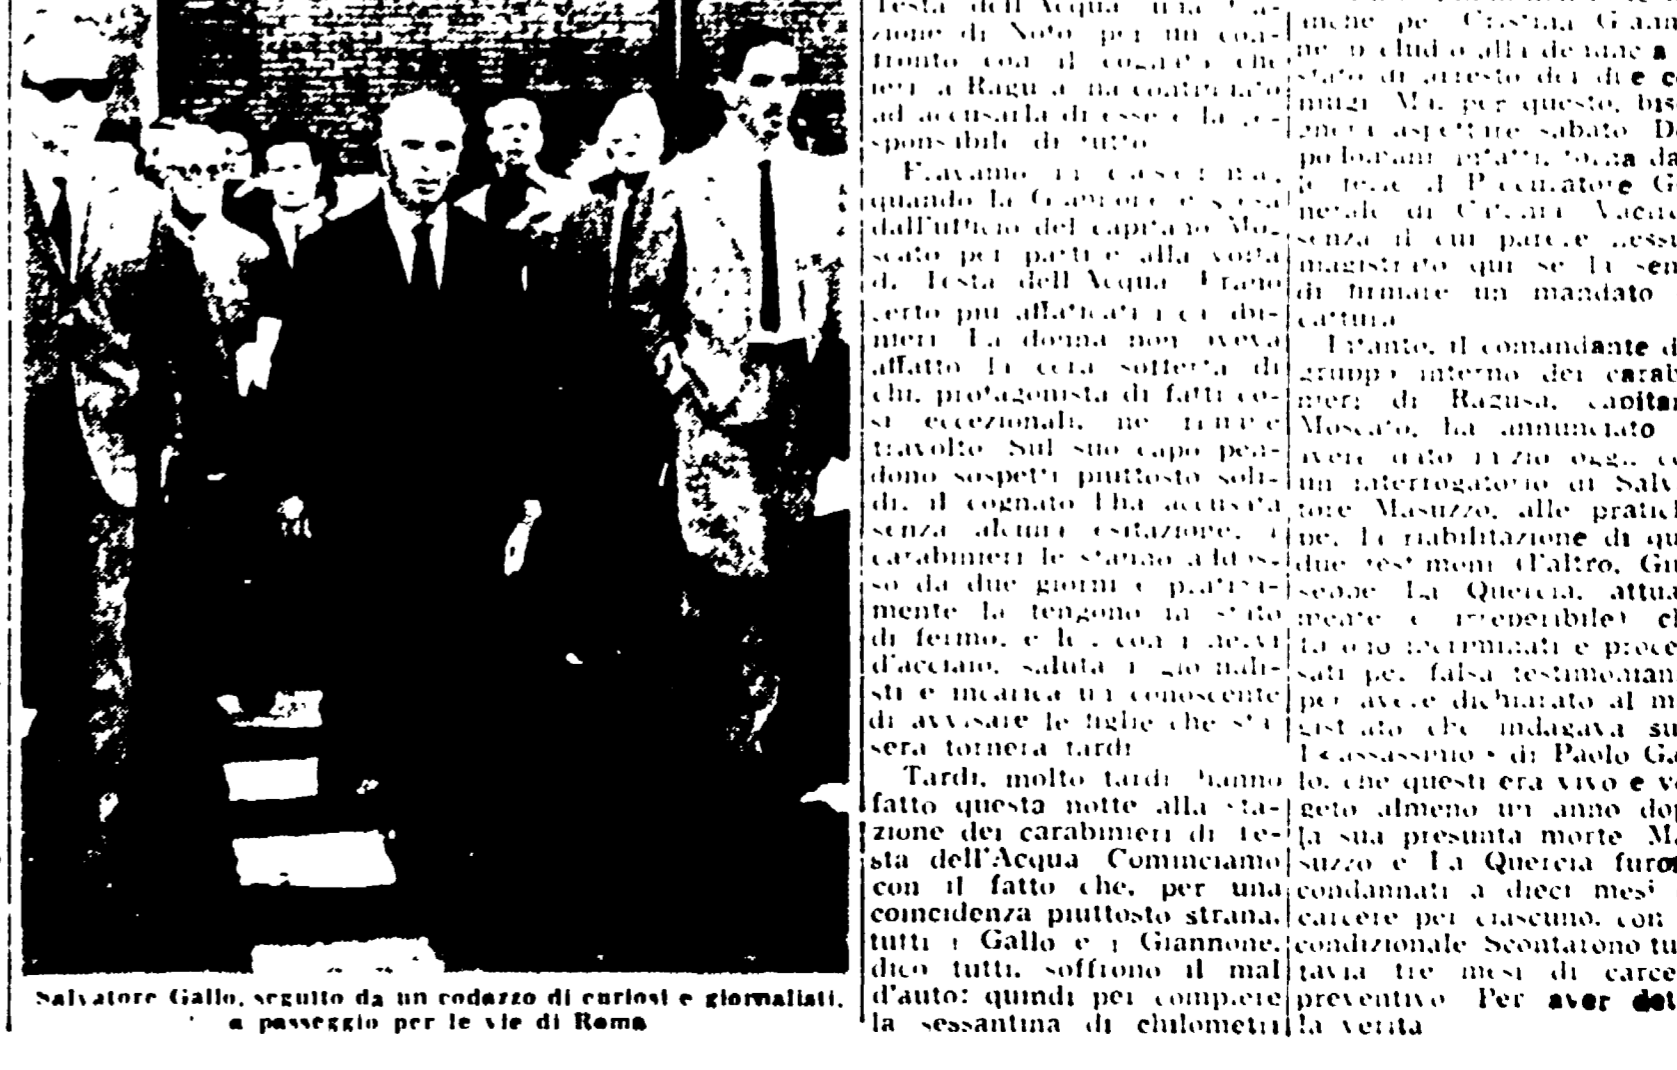 Salvatore Gallo, seguito da un codazzo di curiosi e giornalisti,
a passeggio per le vie di Roma
Testa dell'Acqua
zione di Noto per un con-
fronto con il cognato che
ieri a Ragusa ha continuato
ad accusarla di essere la re-
sponsabile di tutto
Eravamo in caserma,
quando la Giannone è
dall'ufficio del capitano Mo-
scato per partire alla volta
di Testa dell'Acqua Erano
certo più affaticati i carabi-
nieri La donna non aveva
affatto la cera sofferta di
chi, protagonista di fatti co-
sì eccezionali, ne
travolto Sul suo capo pen-
dono sospetti piuttosto soli-
di, il cognato l'ha accusata
senza alcuna esitazione, i
carabinieri le stanno addos-
so da due giorni e pratica-
mente la tengono in stato
di fermo, e lei, con i nervi
d'acciaio, saluta i giornali-
sti e incarica un conoscente
di avvisare le figlie che sta
sera tornerà tardi
Tardi, molto tardi hanno
fatto questa notte alla sta-
zione dei carabinieri di Te-
sta dell'Acqua Cominciamo
con il fatto che, per una
coincidenza piuttosto strana,
tutti i Gallo e i Giannone,
dico tutti, soffrono il mal
d'auto: quindi per compiere
la sessantina di chilometri
anche per Cristina Giann
alla
stato di arresto dei due co
niugi Ma, per questo, bis
gnerà aspettare sabato Do
infatti, torna da
le ferie il Procuratore G
nerale di Catania
senza il cui parere nessu
magistrato qui se la sen
di firmare un mandato
cattura
Intanto, il comandante d
gruppo interno dei carab
nieri di Ragusa, capitan
Moscato, ha annunciato
avere dato inizio oggi, co
un interrogatorio di Salv
tore Masuzzo, alle pratich
pe. la riabilitazione di qu
due testimoni (l'altro, Giu
seppe La Quercia, attua
mente è irreperibile) ch
furono incriminati e proce
sati per falsa testimonian
per avere dichiarato al m
gistrato che indagava su
l'« assassinio » di Paolo Ga
lo, che questi era vivo e ve
geto almeno un anno dop
la sua presunta morte Ma
suzzo e La Quercia furo
condannati a dieci mesi
carcere per ciascuno, con
condizionale Scontarono tu
tavia tre mesi di carce
preventivo Per aver det
la verità